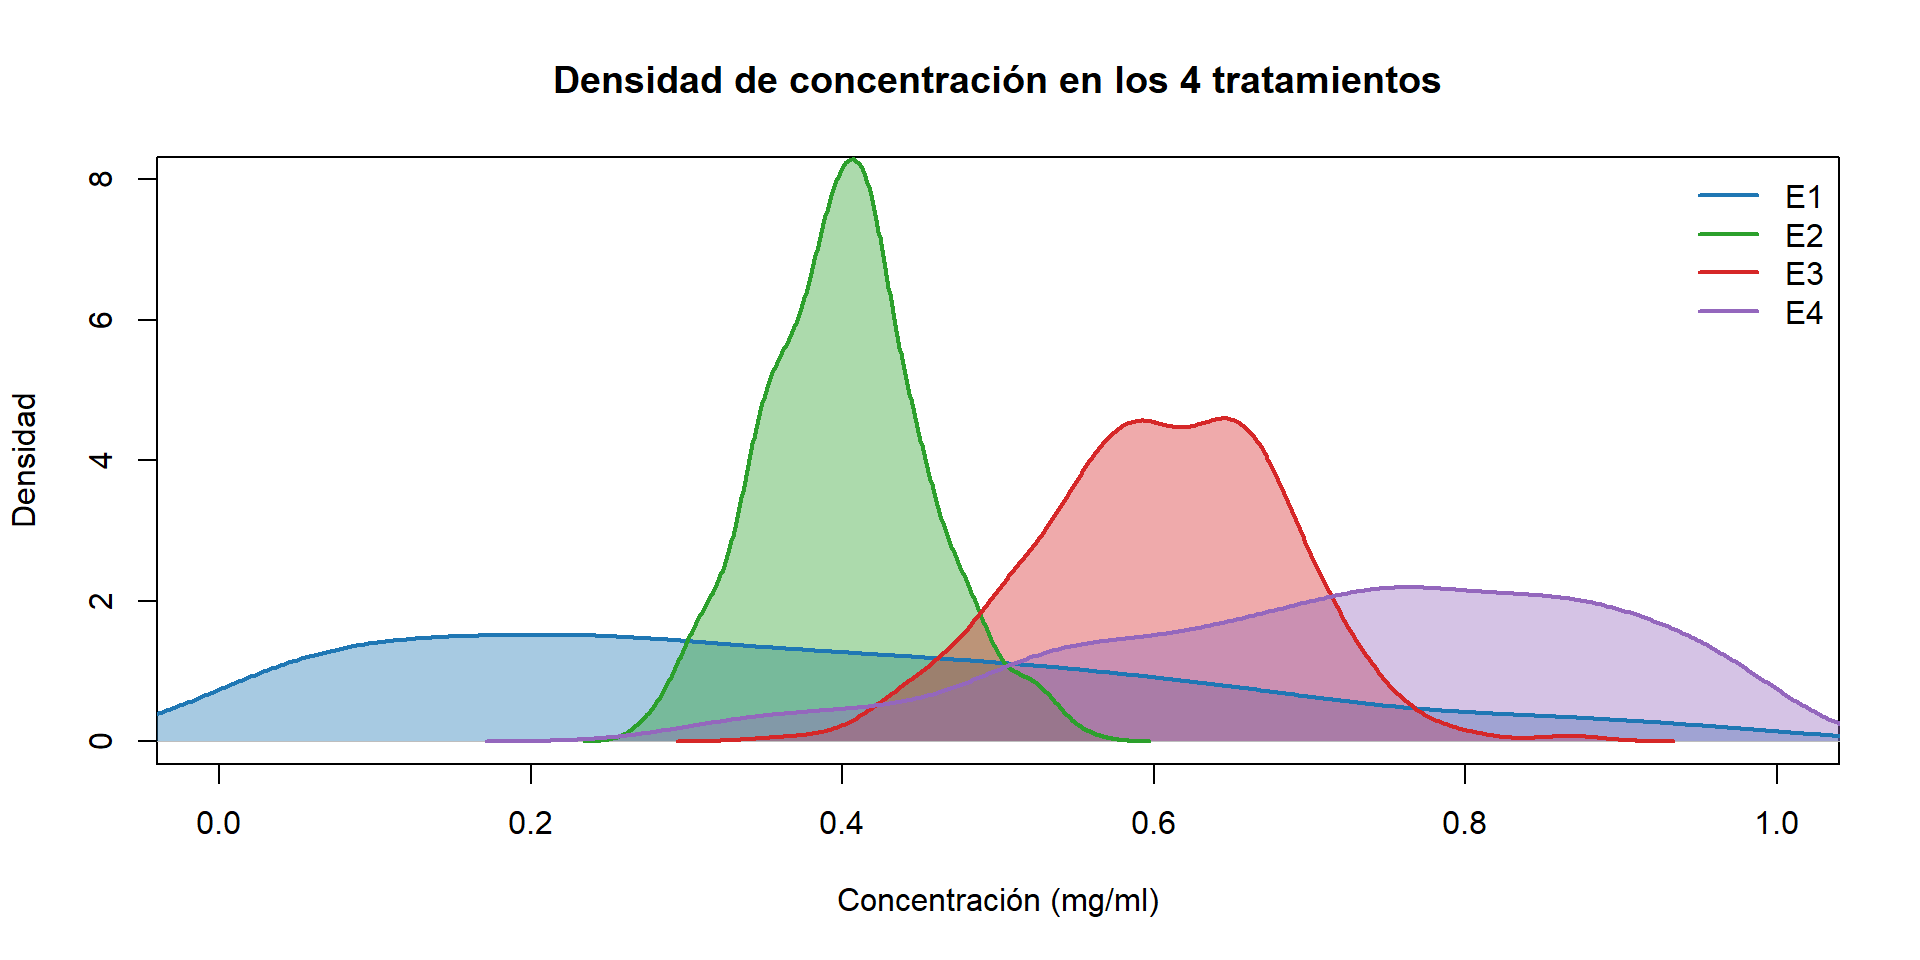 Densidad de concentración en los 4 tratamientos
E1
E2
E3
E4
Densidad
8
6
4
2
0
0.0 0.2 0.4 0.6 0.8 1.0
Concentración (mg/ml)